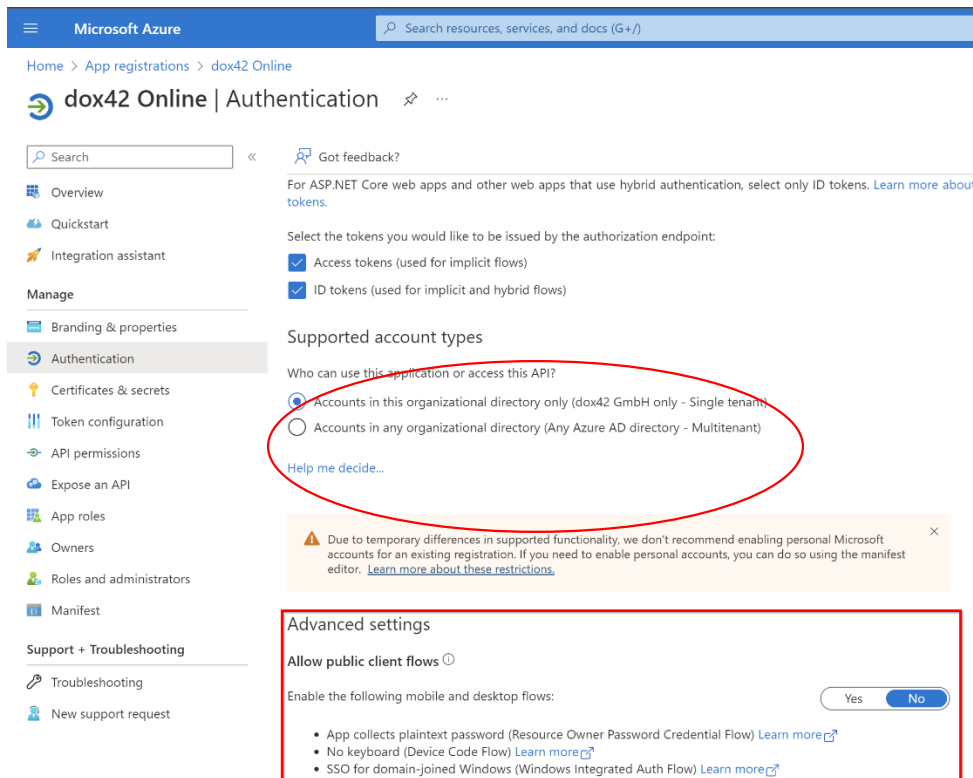 Microsoft Azure
Search resources, services, and docs (G+/)
Home > App registrations > dox42 Online
dox42 Online | Authentication
Search
Got feedback?
For ASP.NET Core web apps and other web apps that use hybrid authentication, select only ID tokens. Learn more about
tokens.
Overview
Quickstart
Integration assistant
Select the tokens you would like to be issued by the authorization endpoint:
Access tokens (used for implicit flows)
ID tokens (used for implicit and hybrid flows)
Manage
Branding & properties
Authentication
Certificates & secrets
Token configuration
API permissions
Expose an API
App roles
Owners
Roles and administrators
Manifest
Support + Troubleshooting
Troubleshooting
New support request
Supported account types
Who can use this application or access this API?
Accounts in this organizational directory only (dox42 GmbH only - Single tenant)
Accounts in any organizational directory (Any Azure AD directory - Multitenant)
Help me decide...
Due to temporary differences in supported functionality, we don't recommend enabling personal Microsoft
accounts for an existing registration. If you need to enable personal accounts, you can do so using the manifest
editor. Learn more about these restrictions.
Advanced settings
Allow public client flows
Enable the following mobile and desktop flows:
Yes No
• App collects plaintext password (Resource Owner Password Credential Flow) Learn more
• No keyboard (Device Code Flow) Learn more
• SSO for domain-joined Windows (Windows Integrated Auth Flow) Learn more